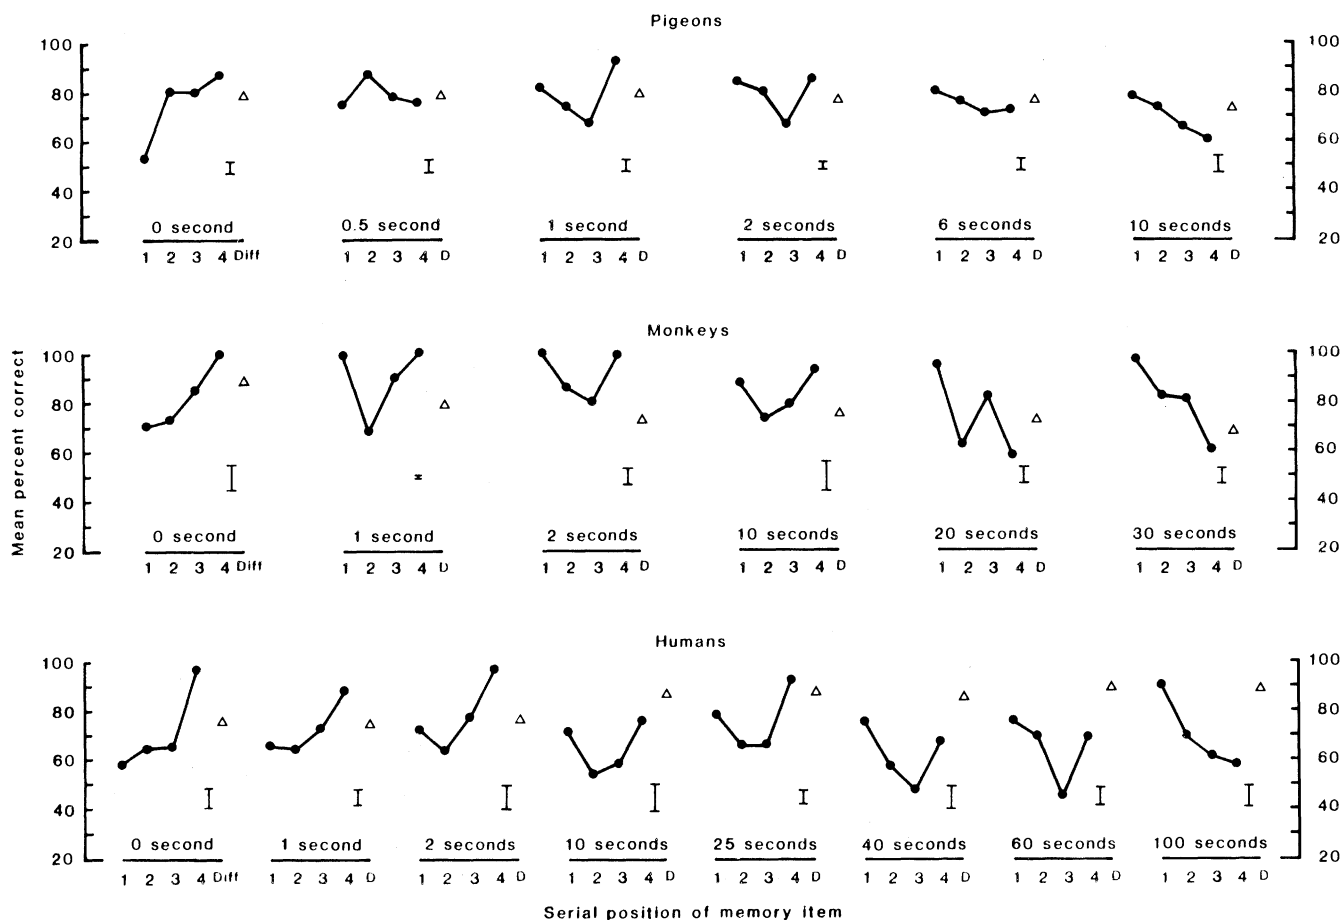 Pigeons
100 80 60 40 20
100 80 60 40 20
0 second 0.5 second 1 second 2 seconds 6 seconds 10 seconds
1 2 3 4 Diff 1 2 3 4 D 1 2 3 4 D 1 2 3 4 D 1 2 3 4 D 1 2 3 4 D
Monkeys
Mean percent correct
100 80 60 40 20
100 80 60 40 20
0 second 1 second 2 seconds 10 seconds 20 seconds 30 seconds
1 2 3 4 Diff 1 2 3 4 D 1 2 3 4 D 1 2 3 4 D 1 2 3 4 D 1 2 3 4 D
Humans
100 80 60 40 20
100 80 60 40 20
0 second 1 second 2 seconds 10 seconds 25 seconds 40 seconds 60 seconds 100 seconds
1 2 3 4 Diff 1 2 3 4 D 1 2 3 4 D 1 2 3 4 D 1 2 3 4 D 1 2 3 4 D 1 2 3 4 D 1 2 3 4 D
Serial position of memory item